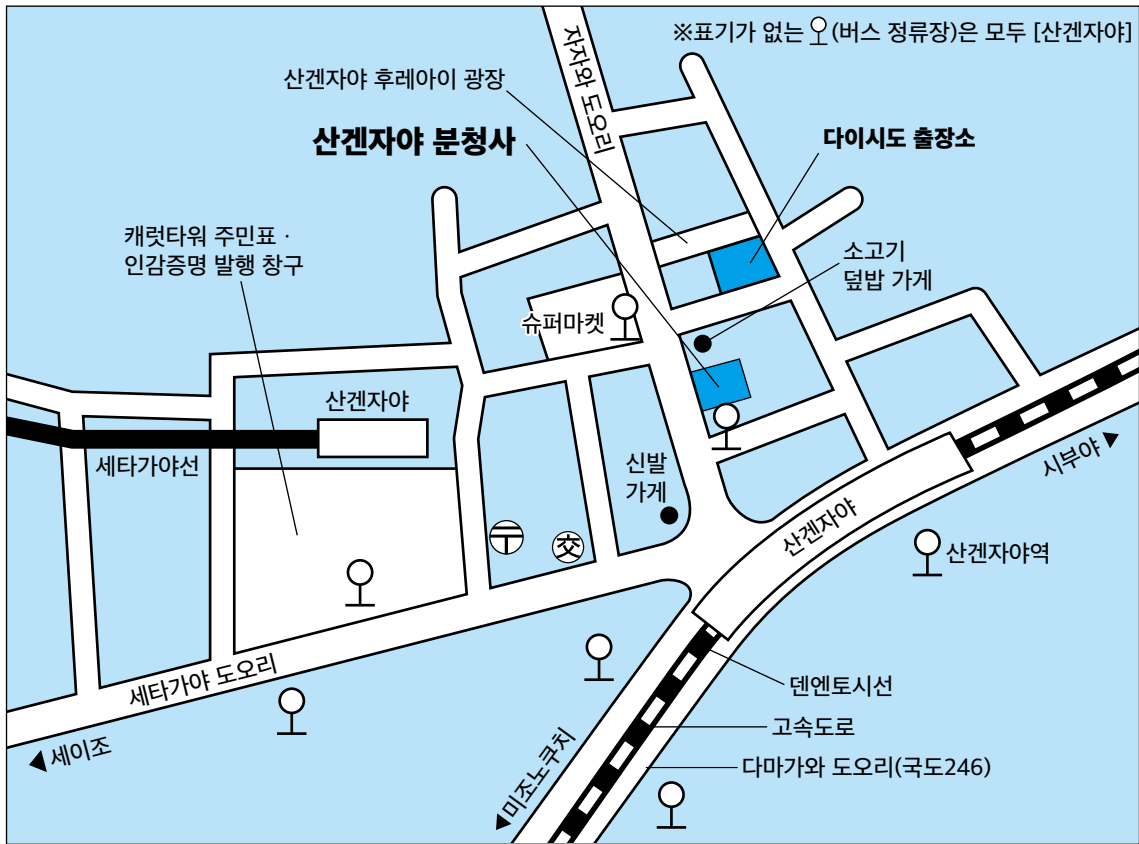 ※표기가 없는 (버스 정류장)은 모두 [산겐자야]
자자와 도오리
산겐자야 후레아이 광장
산겐자야 분청사
다이시도 출장소
캐럿타워 주민표 ·
인감증명 발행 창구
소고기
덮밥 가게
슈퍼마켓
산겐자야
세타가야선
신발
가게
시부야
산겐자야
산겐자야역
〒
交
세타가야 도오리
세이조
덴엔토시선
고속도로
다마가와 도오리(국도246)
미조노쿠치